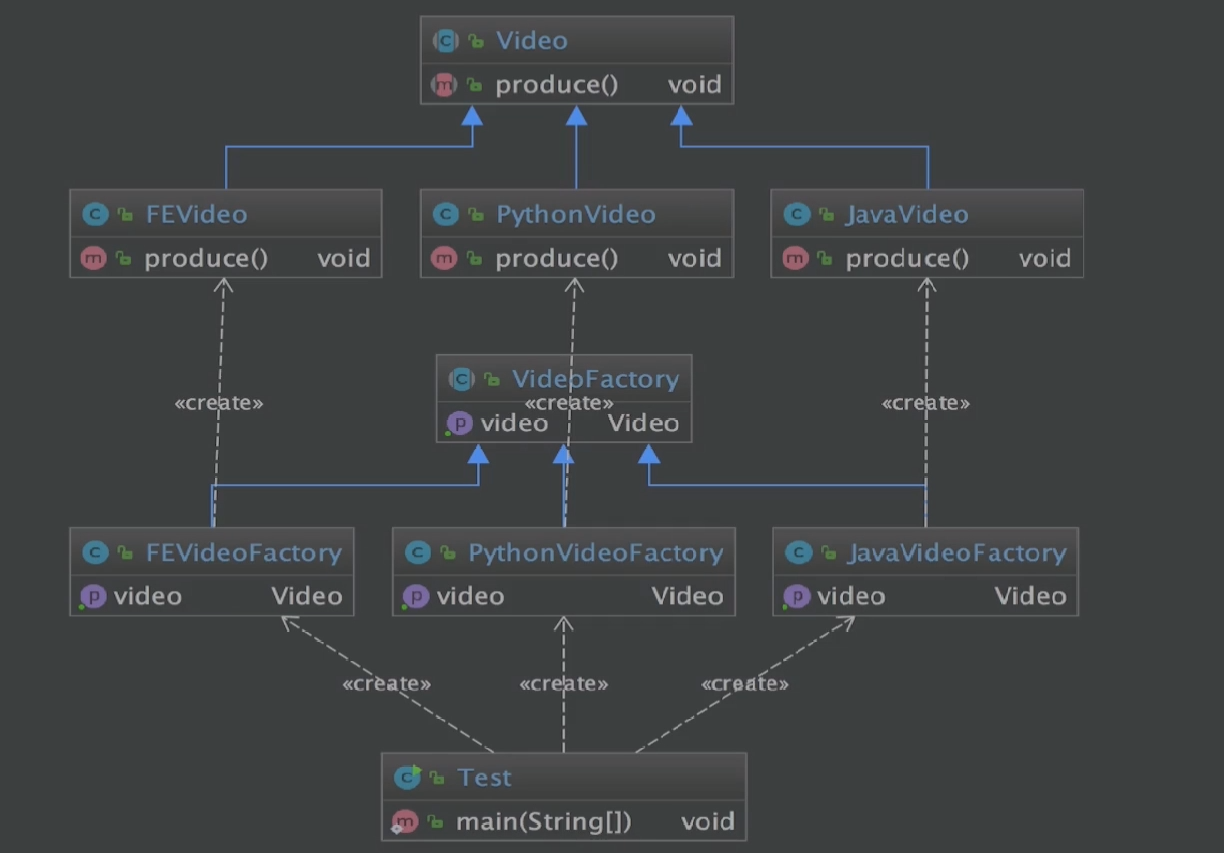 Video
produce() void
FEVideo PythonVideo JavaVideo
produce() void produce() void produce() void
VideoFactory
«create» «create» «create»
video Video
FEVideoFactory PythonVideoFactory JavaVideoFactory
video Video video Video video Video
«create» «create» «create»
Test
main(String[]) void